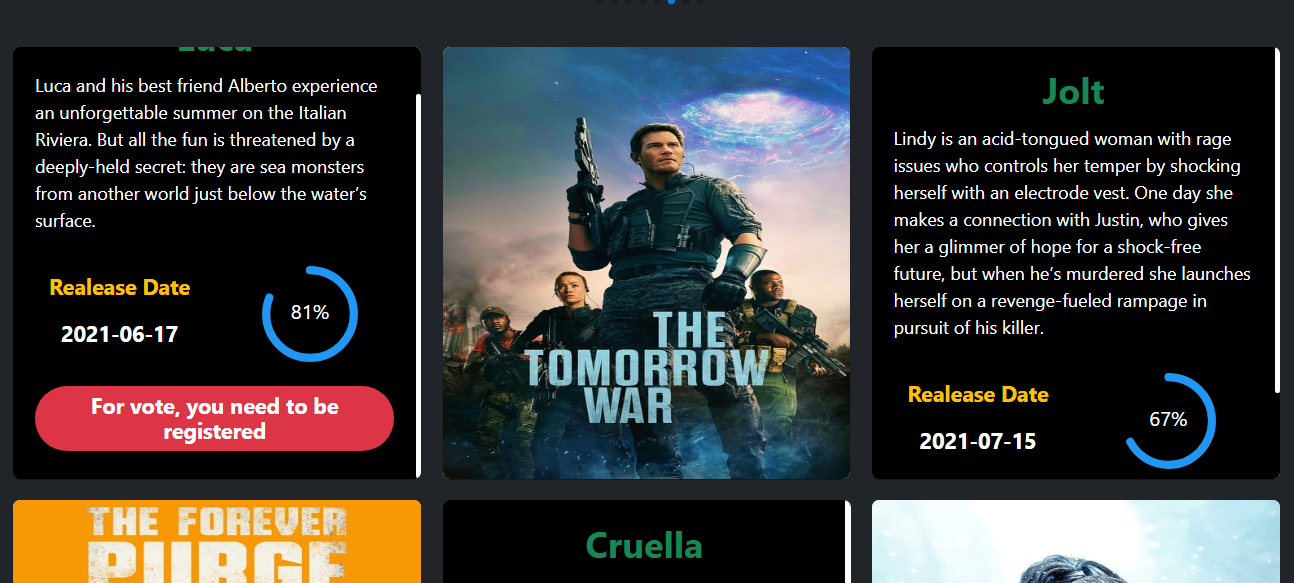 Luca
Luca and his best friend Alberto experience
an unforgettable summer on the Italian
Riviera. But all the fun is threatened by a
deeply-held secret: they are sea monsters
from another world just below the water’s
surface.
Realease Date
2021-06-17
81%
For vote, you need to be
registered
THE
TOMORROW
WAR
Jolt
Lindy is an acid-tongued woman with rage
issues who controls her temper by shocking
herself with an electrode vest. One day she
makes a connection with Justin, who gives
her a glimmer of hope for a shock-free
future, but when he’s murdered she launches
herself on a revenge-fueled rampage in
pursuit of his killer.
Realease Date
2021-07-15
67%
THE FOREVER
PURGE
Cruella